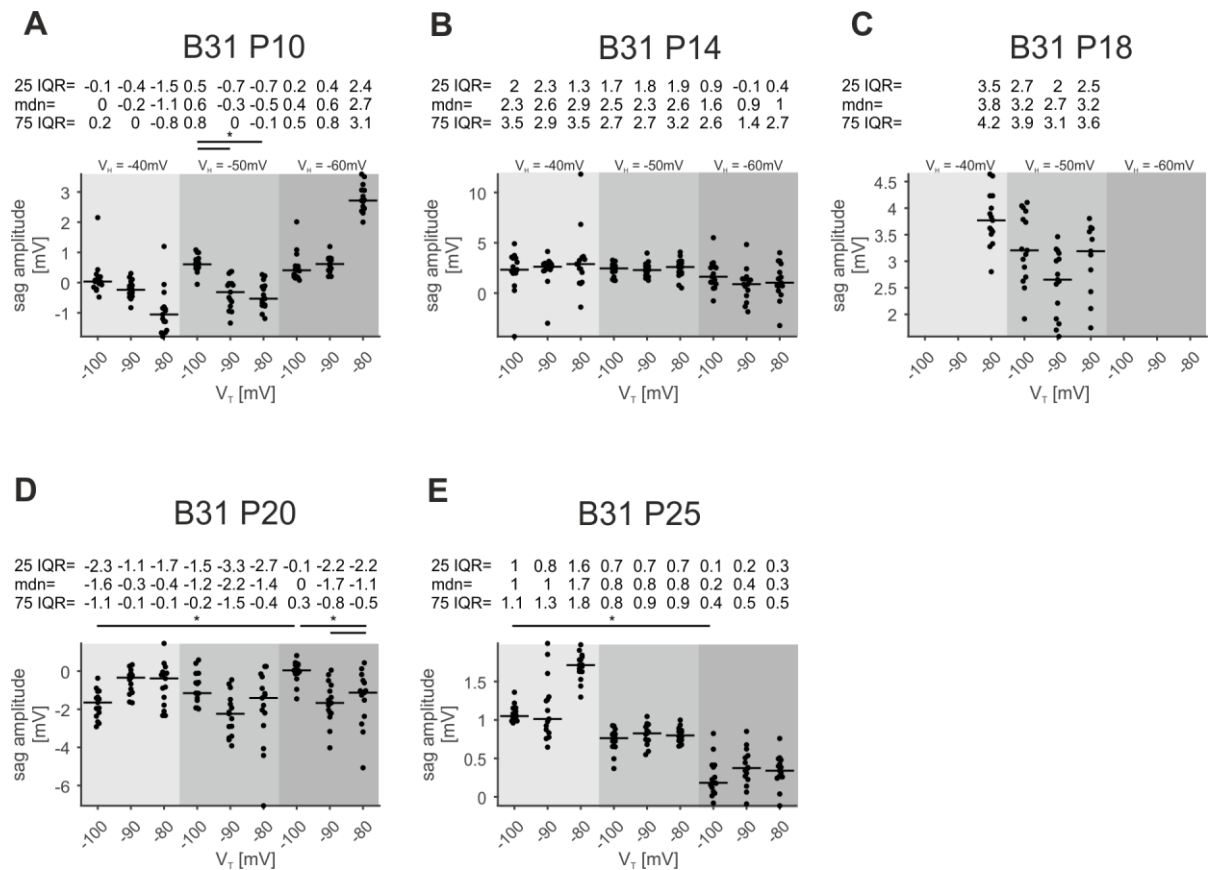 A
B31 P10
25 IQR= -0.1 -0.4 -1.5 0.5 -0.7 -0.7 0.2 0.4 2.4
mdn= 0 -0.2 -1.1 0.6 -0.3 -0.5 0.4 0.6 2.7
75 IQR= 0.2 0 -0.8 0.8 0 -0.1 0.5 0.8 3.1
*
V_H = -40mV V_H = -50mV V_H = -60mV
3
2
1
0
-1
sag amplitude
[mV]
-100 -90 -80 -100 -90 -80 -100 -90 -80
V_T [mV]
B
B31 P14
25 IQR= 2 2.3 1.3 1.7 1.8 1.9 0.9 -0.1 0.4
mdn= 2.3 2.6 2.9 2.5 2.3 2.6 1.6 0.9 1
75 IQR= 3.5 2.9 3.5 2.7 2.7 3.2 2.6 1.4 2.7
V_H = -40mV V_H = -50mV V_H = -60mV
10
5
0
sag amplitude
[mV]
-100 -90 -80 -100 -90 -80 -100 -90 -80
V_T [mV]
C
B31 P18
25 IQR= 3.5 2.7 2 2.5
mdn= 3.8 3.2 2.7 3.2
75 IQR= 4.2 3.9 3.1 3.6
V_H = -40mV V_H = -50mV V_H = -60mV
4.5
4
3.5
3
2.5
2
sag amplitude
[mV]
-100 -90 -80 -100 -90 -80 -100 -90 -80
V_T [mV]
D
B31 P20
25 IQR= -2.3 -1.1 -1.7 -1.5 -3.3 -2.7 -0.1 -2.2 -2.2
mdn= -1.6 -0.3 -0.4 -1.2 -2.2 -1.4 0 -1.7 -1.1
75 IQR= -1.1 -0.1 -0.1 -0.2 -1.5 -0.4 0.3 -0.8 -0.5
* *
0
-2
-4
-6
sag amplitude
[mV]
-100 -90 -80 -100 -90 -80 -100 -90 -80
V_T [mV]
E
B31 P25
25 IQR= 1 0.8 1.6 0.7 0.7 0.7 0.1 0.2 0.3
mdn= 1 1 1.7 0.8 0.8 0.8 0.2 0.4 0.3
75 IQR= 1.1 1.3 1.8 0.8 0.9 0.9 0.4 0.5 0.5
*
1.5
1
0.5
0
sag amplitude
[mV]
-100 -90 -80 -100 -90 -80 -100 -90 -80
V_T [mV]